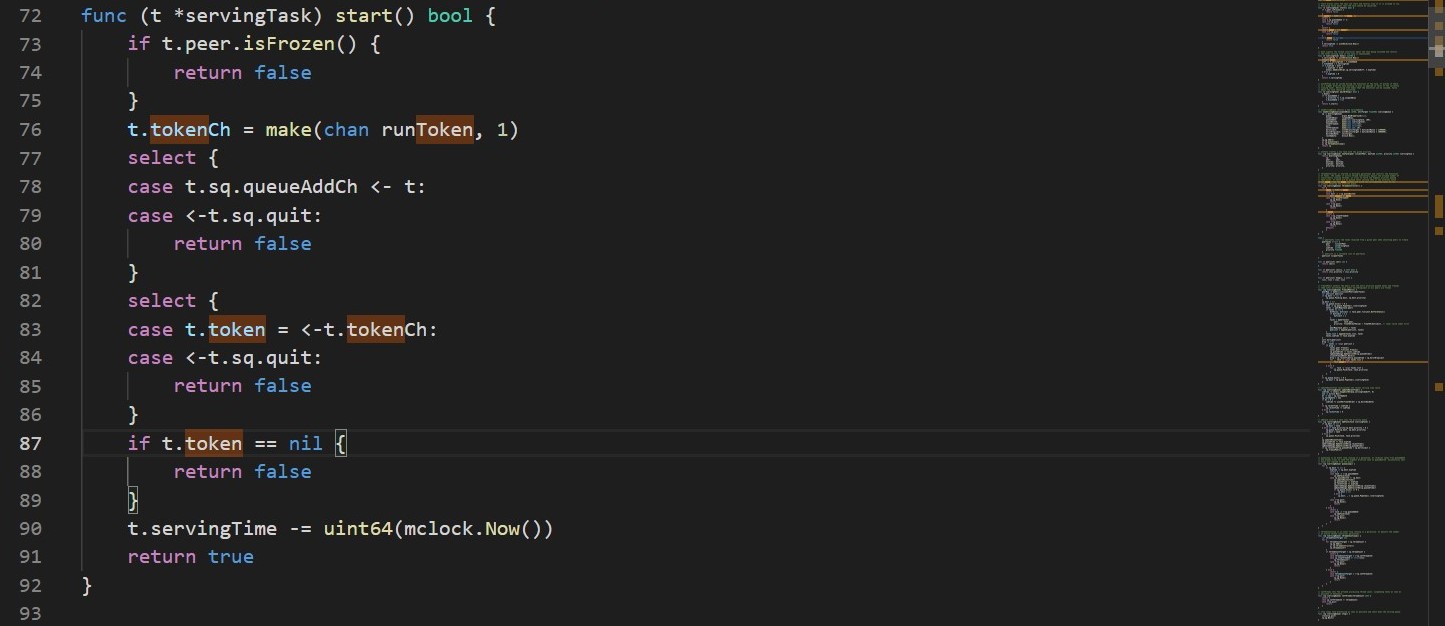 72 func (t *servingTask) start() bool {
73 if t.peer.isFrozen() {
74 return false
75 }
76 t.tokenCh = make(chan runToken, 1)
77 select {
78 case t.sq.queueAddCh <- t:
79 case <-t.sq.quit:
80 return false
81 }
82 select {
83 case t.token = <-t.tokenCh:
84 case <-t.sq.quit:
85 return false
86 }
87 if t.token == nil {
88 return false
89 }
90 t.servingTime -= uint64(mclock.Now())
91 return true
92 }
93